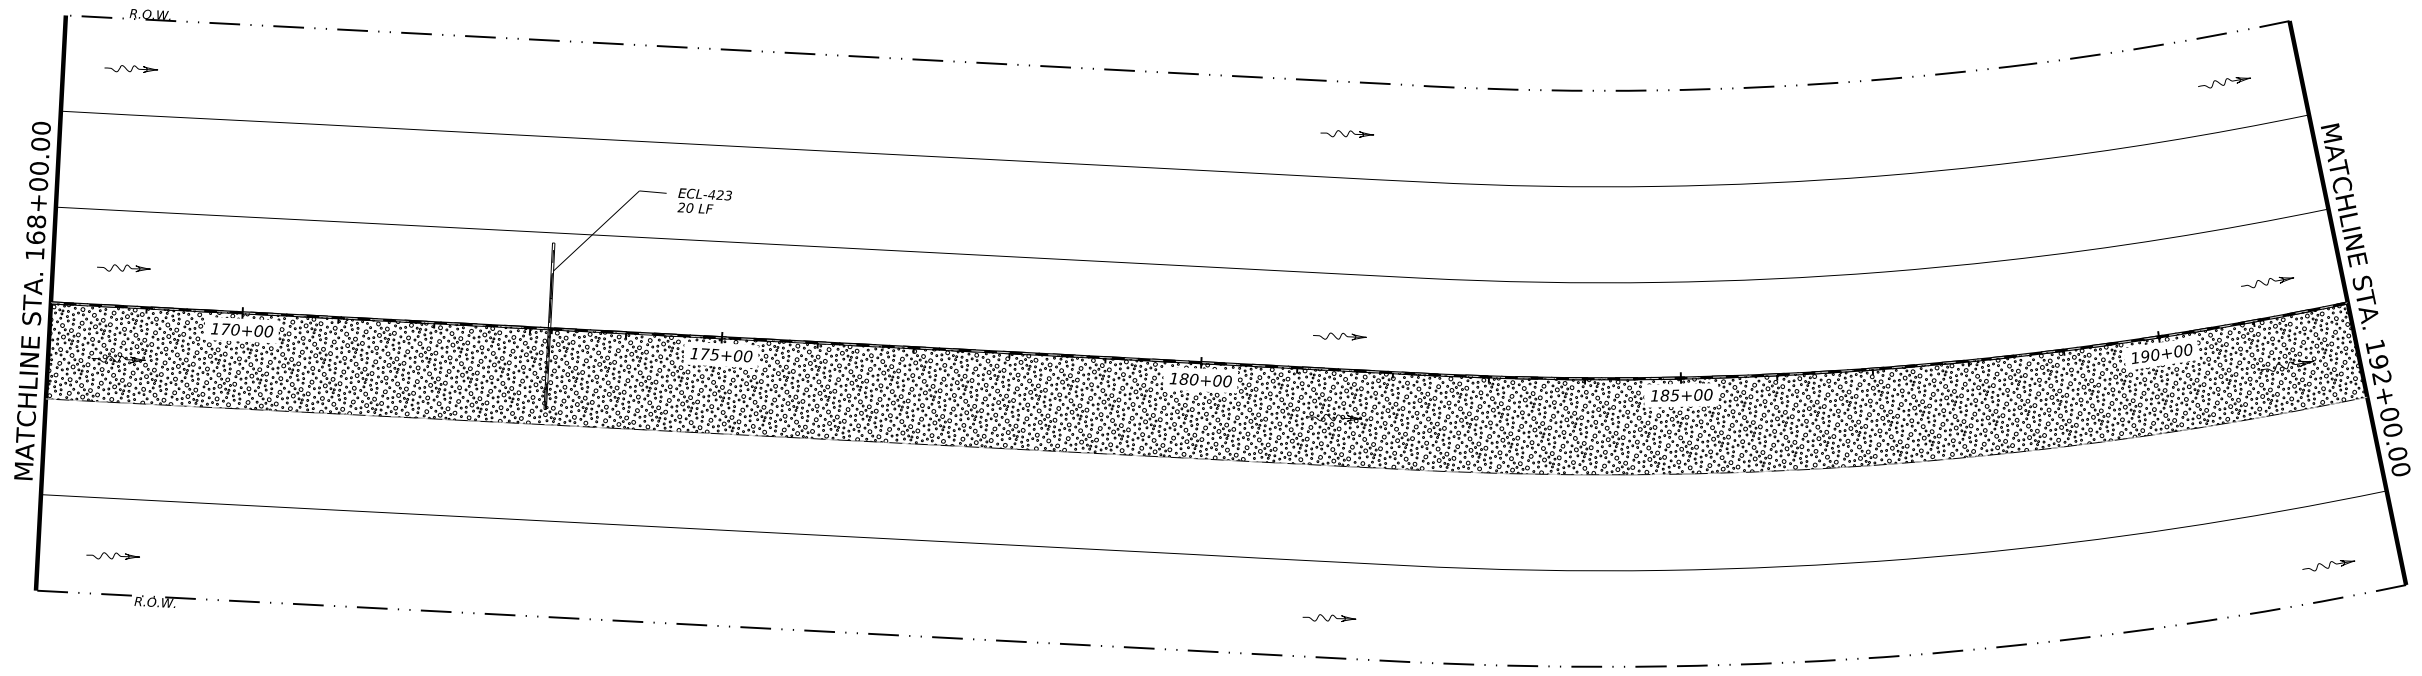 R.O.W.
MATCHLINE STA. 168+00.00
ECL-423
20 LF
170+00
175+00
180+00
185+00
190+00
MATCHLINE STA. 192+00.00
R.O.W.